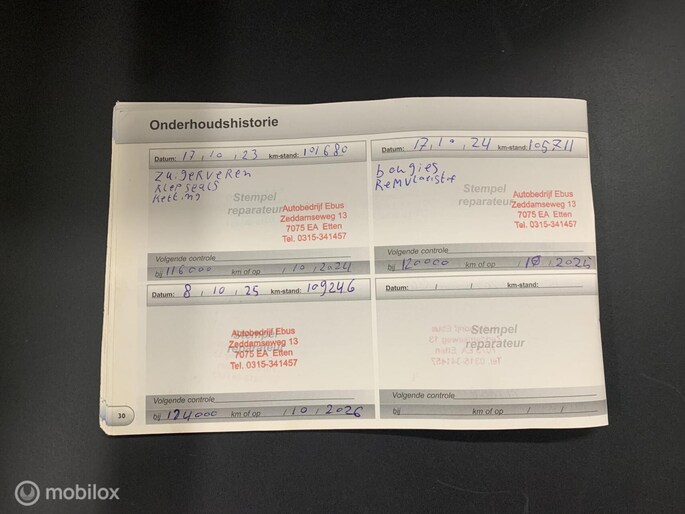 Onderhoudshistorie
Datum: 17, 10, 23 km-stand: 101680
Zuigerveren
Klepseals
Ketting
Stempel
reparateur
Autobedrijf Ebus
Zeddamseweg 13
7075 EA Etten
Tel. 0315-341457
Volgende controle
bij 116000 km of op / 10 / 2024
Datum: 17, 10, 24 km-stand: 105711
bougies
Remvloeistof
Stempel
reparateur
Autobedrijf Ebus
Zeddamseweg 13
7075 EA Etten
Tel. 0315-341457
Volgende controle
bij 120000 km of op / 10 / 2025
Datum: 8, 10, 25 km-stand: 109246
Stempel
reparateur
Autobedrijf Ebus
Zeddamseweg 13
7075 EA Etten
Tel. 0315-341457
Volgende controle
bij 124000 km of op / 10 / 2026
Datum: / / km-stand:
Stempel
reparateur
Volgende controle
bij km of op / /
30
mobilox